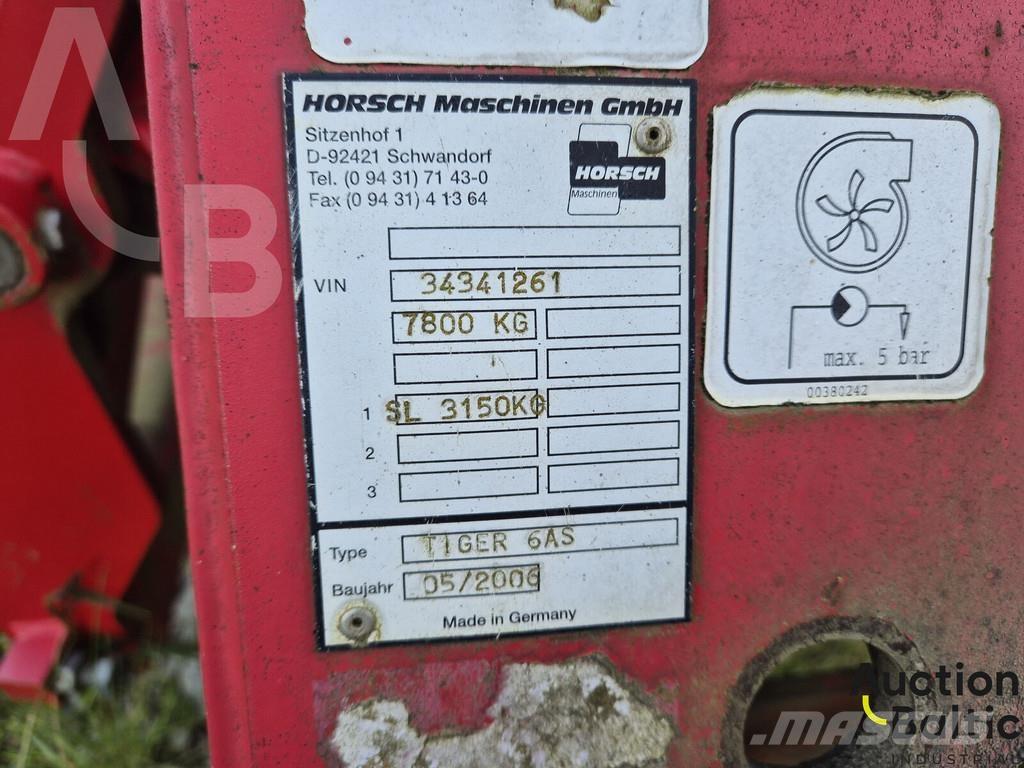 HORSCH Maschinen GmbH
Sitzenhof 1
D-92421 Schwandorf
Tel. (0 94 31) 71 43-0
Fax (0 94 31) 4 13 64
HORSCH
Maschinen
VIN 34341261
7800 KG
1 SL 3150KG
2
3
Type TIGER 6AS
Baujahr 05/2006
Made in Germany
max. 5 bar
00380242
AB
Auction
Baltic
INDUSTRIAL
MASCUS